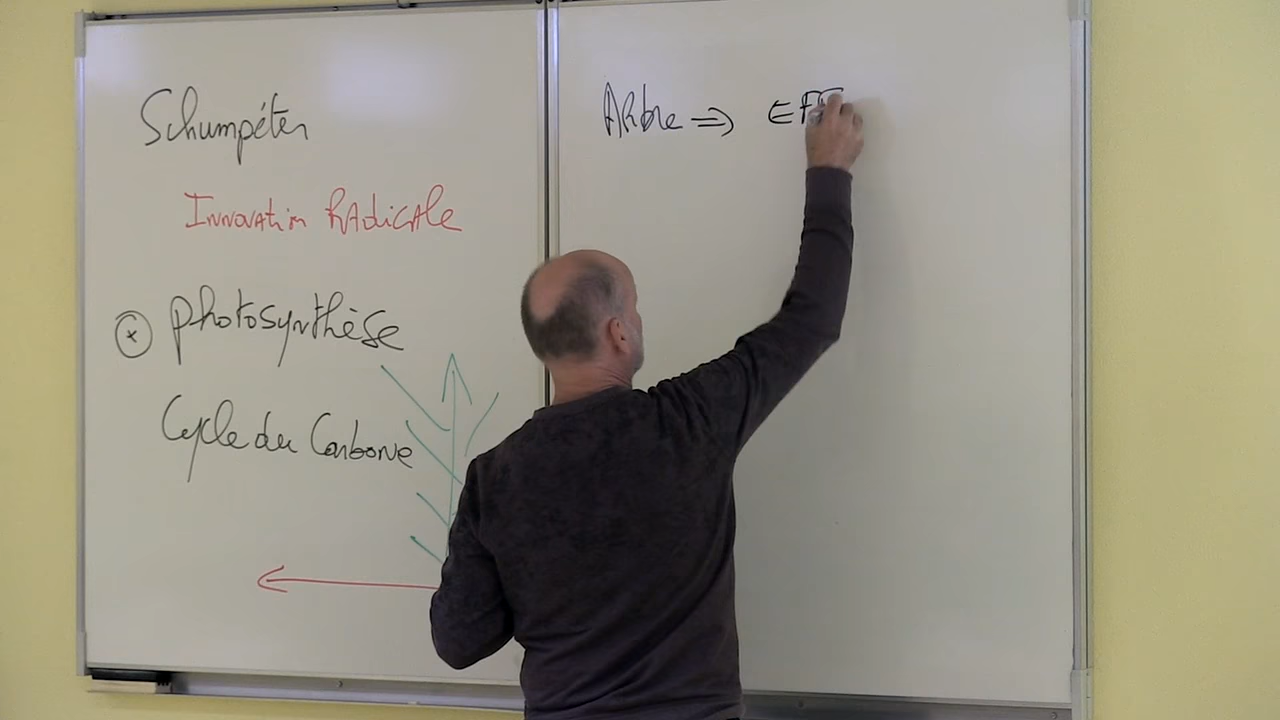 Schumpéter
Innovation Radicale
photosynthèse
Cycle du Carbone
Arbre ⇒